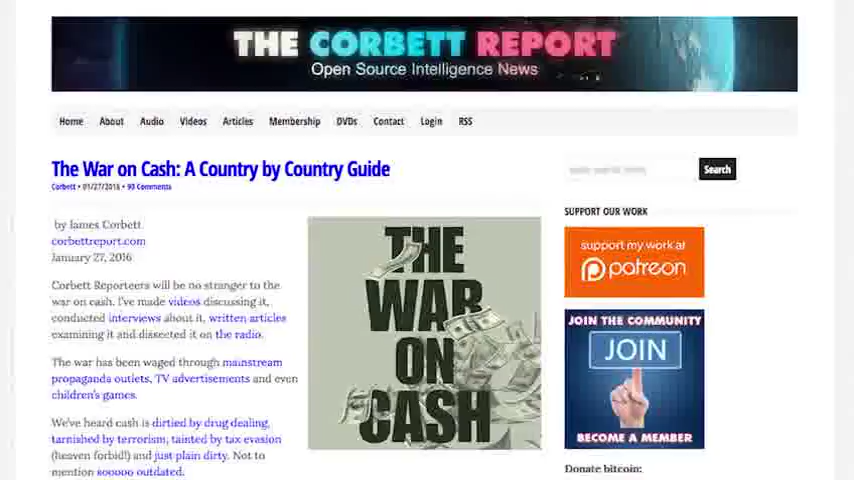 THE CORBETT REPORT
Open Source Intelligence News
Home About Audio Videos Articles Membership DVDs Contact Login RSS
The War on Cash: A Country by Country Guide
Corbett • 01/27/2016 • 93 Comments
by James Corbett
corbettreport.com
January 27, 2016
Corbett Reporteers will be no stranger to the
war on cash. I've made videos discussing it,
conducted interviews about it, written articles
examining it and dissected it on the radio.
The war has been waged through mainstream
propaganda outlets, TV advertisements and even
children's games.
We've heard cash is dirtied by drug dealing,
tarnished by terrorism, tainted by tax evasion
(heaven forbid!) and just plain dirty. Not to
mention sooooo outdated.
THE
WAR
ON
CASH
Search
SUPPORT OUR WORK
support my work at
patreon
JOIN THE COMMUNITY
JOIN
BECOME A MEMBER
Donate bitcoin: